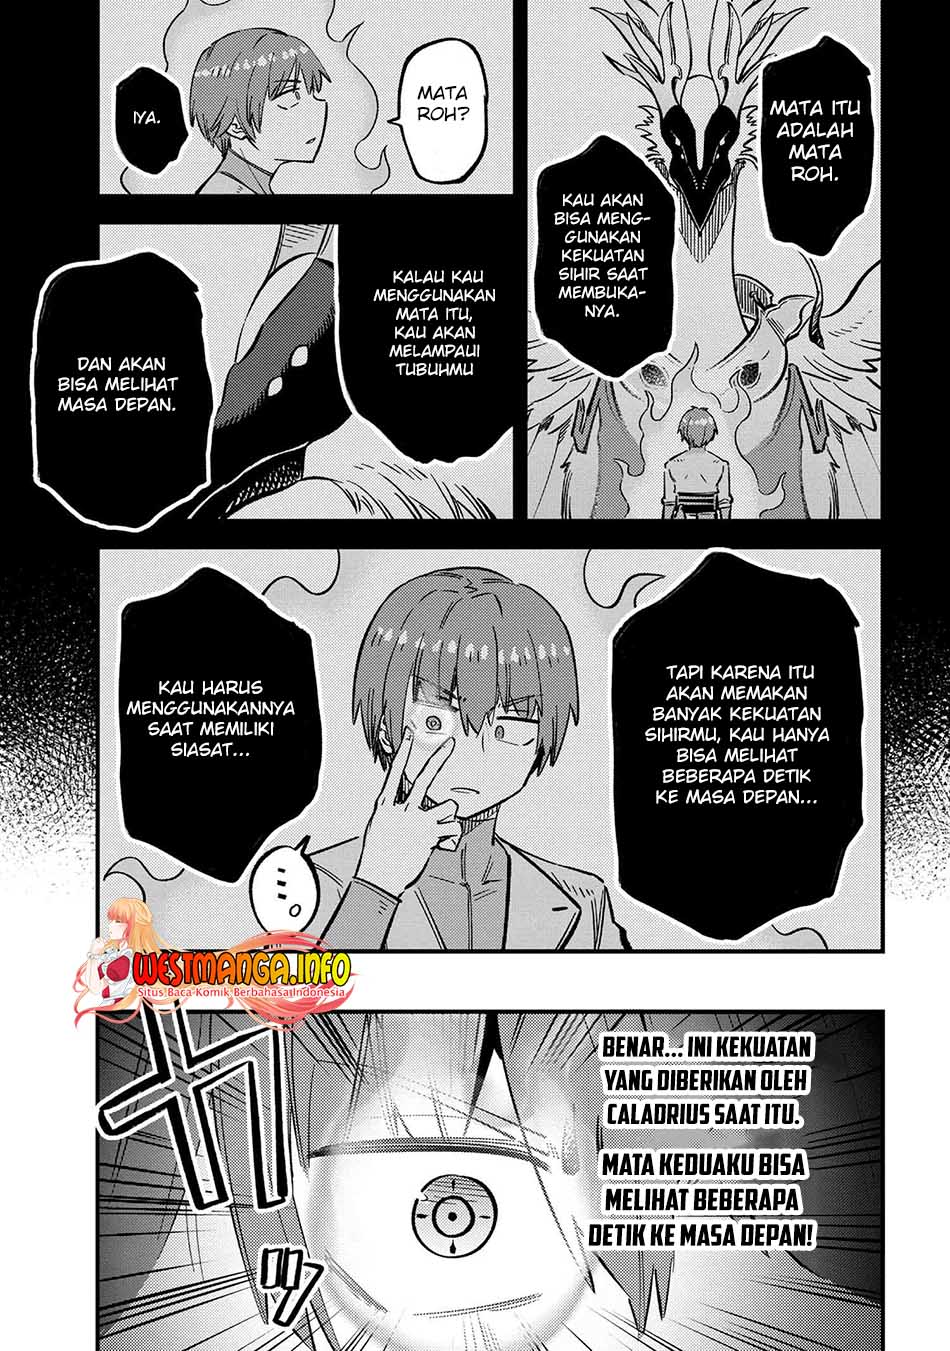 MATA ITU
ADALAH
MATA
ROH.
KAU AKAN
BISA MENG-
GUNAKAN
KEKUATAN
SIHIR SAAT
MEMBUKA-
NYA.
MATA
ROH?
IYA.
KALAU KAU
MENGGUNAKAN
MATA ITU,
KAU AKAN
MELAMPAUI
TUBUHMU
DAN AKAN
BISA MELIHAT
MASA DEPAN.
TAPI KARENA ITU
AKAN MEMAKAN
BANYAK KEKUATAN
SIHIRMU, KAU HANYA
BISA MELIHAT
BEBERAPA DETIK
KE MASA DEPAN...
KAU HARUS
MENGGUNAKANNYA
SAAT MEMILIKI
SIASAT...
...。
WESTMANGA.INFO
Situs Baca Komik Berbahasa Indonesia
BENAR... INI KEKUATAN
YANG DIBERIKAN OLEH
CALADRIUS SAAT ITU.
MATA KEDUAKU BISA
MELIHAT BEBERAPA
DETIK KE MASA DEPAN!